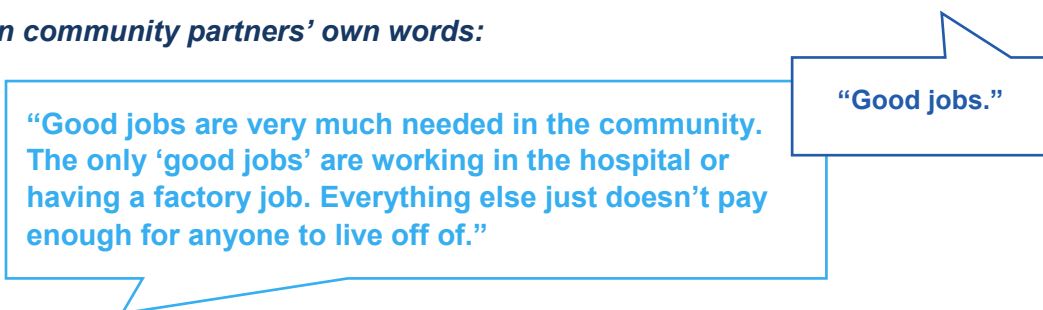 n community partners’ own words:
“Good jobs.”
“Good jobs are very much needed in the community.
The only ‘good jobs’ are working in the hospital or
having a factory job. Everything else just doesn’t pay
enough for anyone to live off of.”